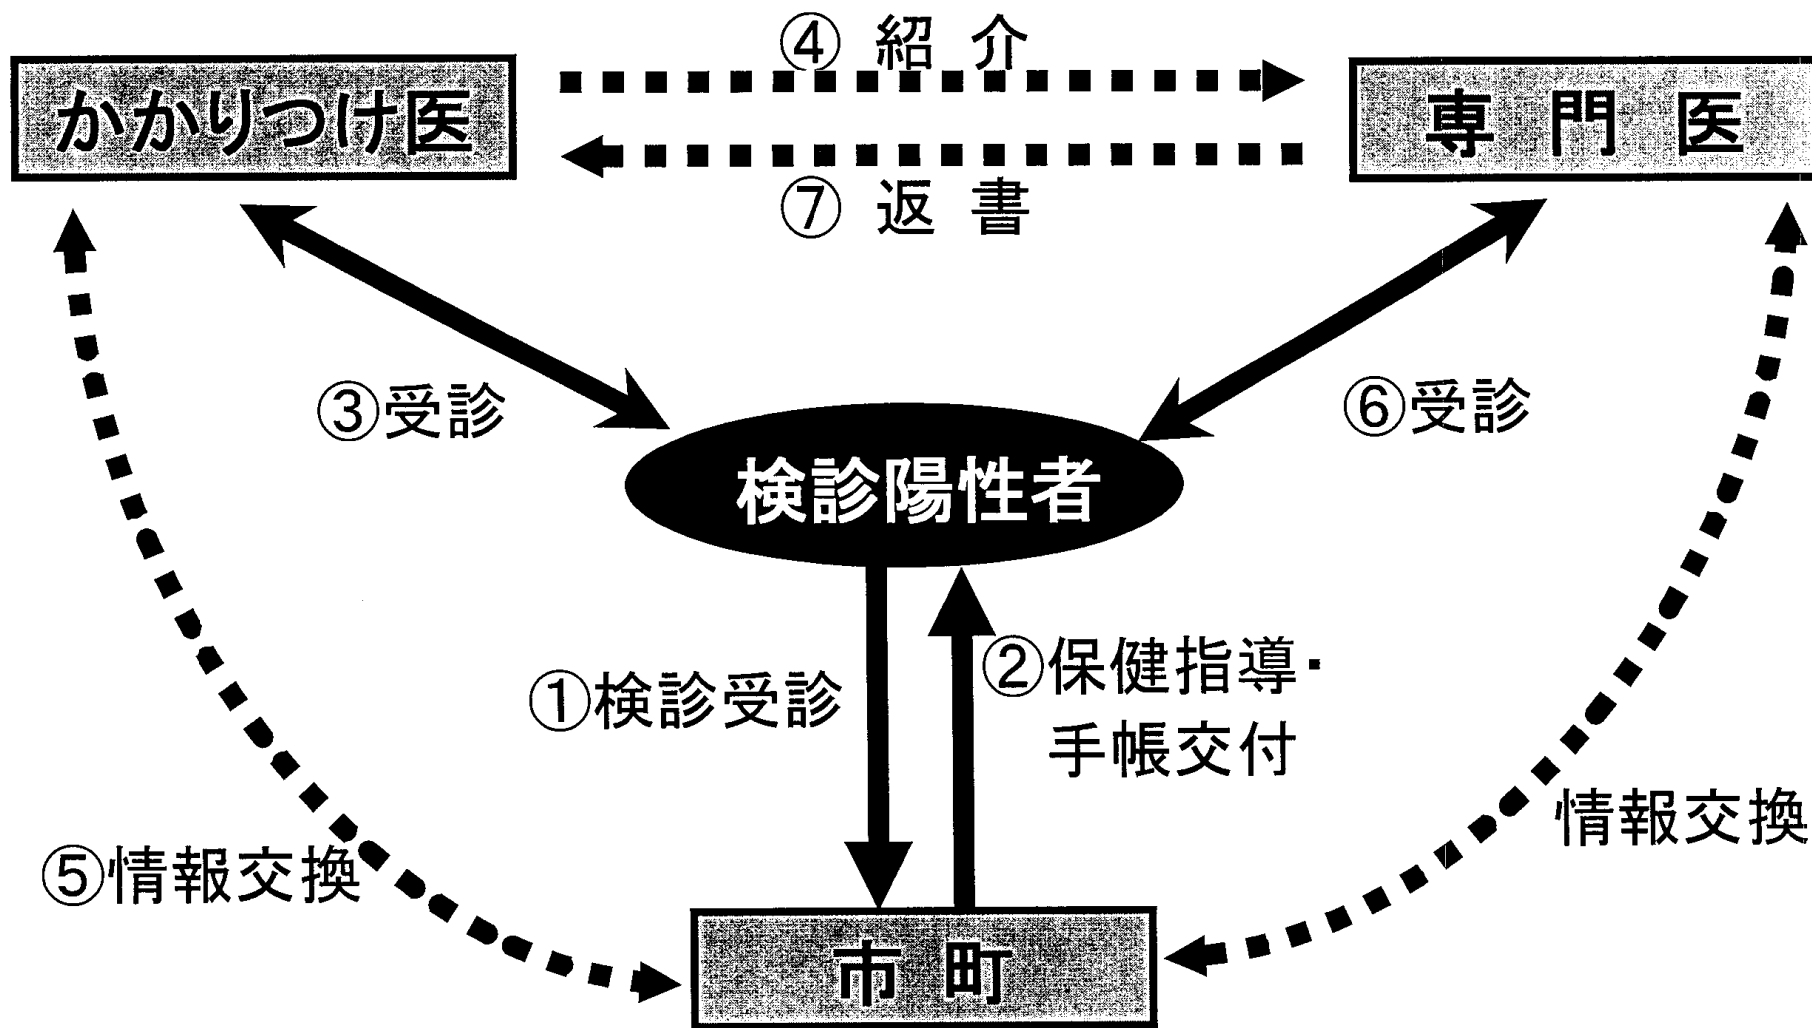 ④ 紹 介
かかりつけ医
専 門 医
⑦ 返 書
③受診
⑥受診
検診陽性者
①検診受診
②保健指導・
手帳交付
情報交換
⑤情報交換
市 町